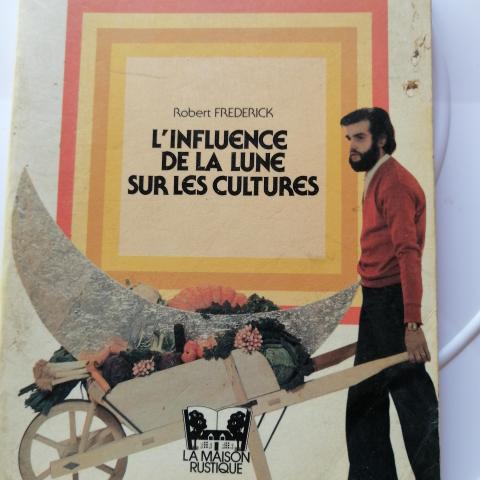 Robert FREDERICK
L'INFLUENCE
DE LA LUNE
SUR LES CULTURES
LA MAISON
RUSTIQUE